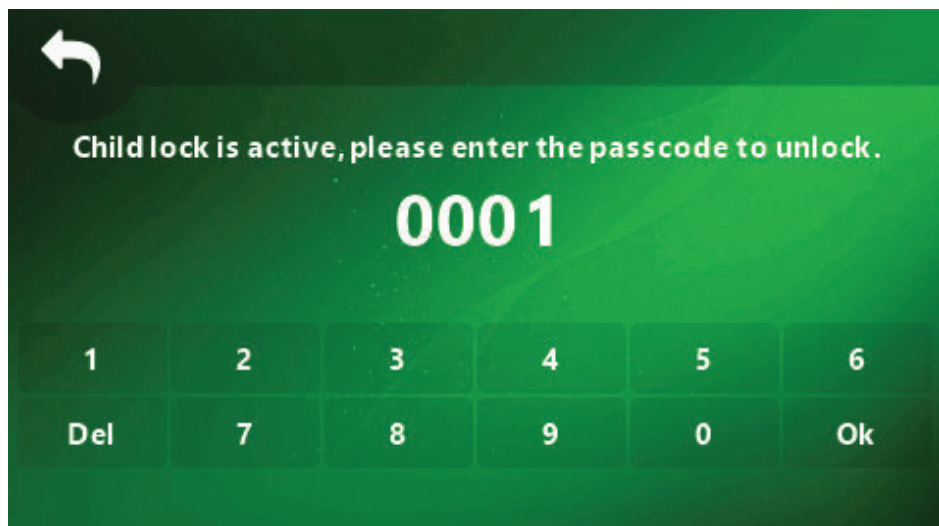 Child lock is active, please enter the passcode to unlock.
0001
1 2 3 4 5 6
Del 7 8 9 0 Ok